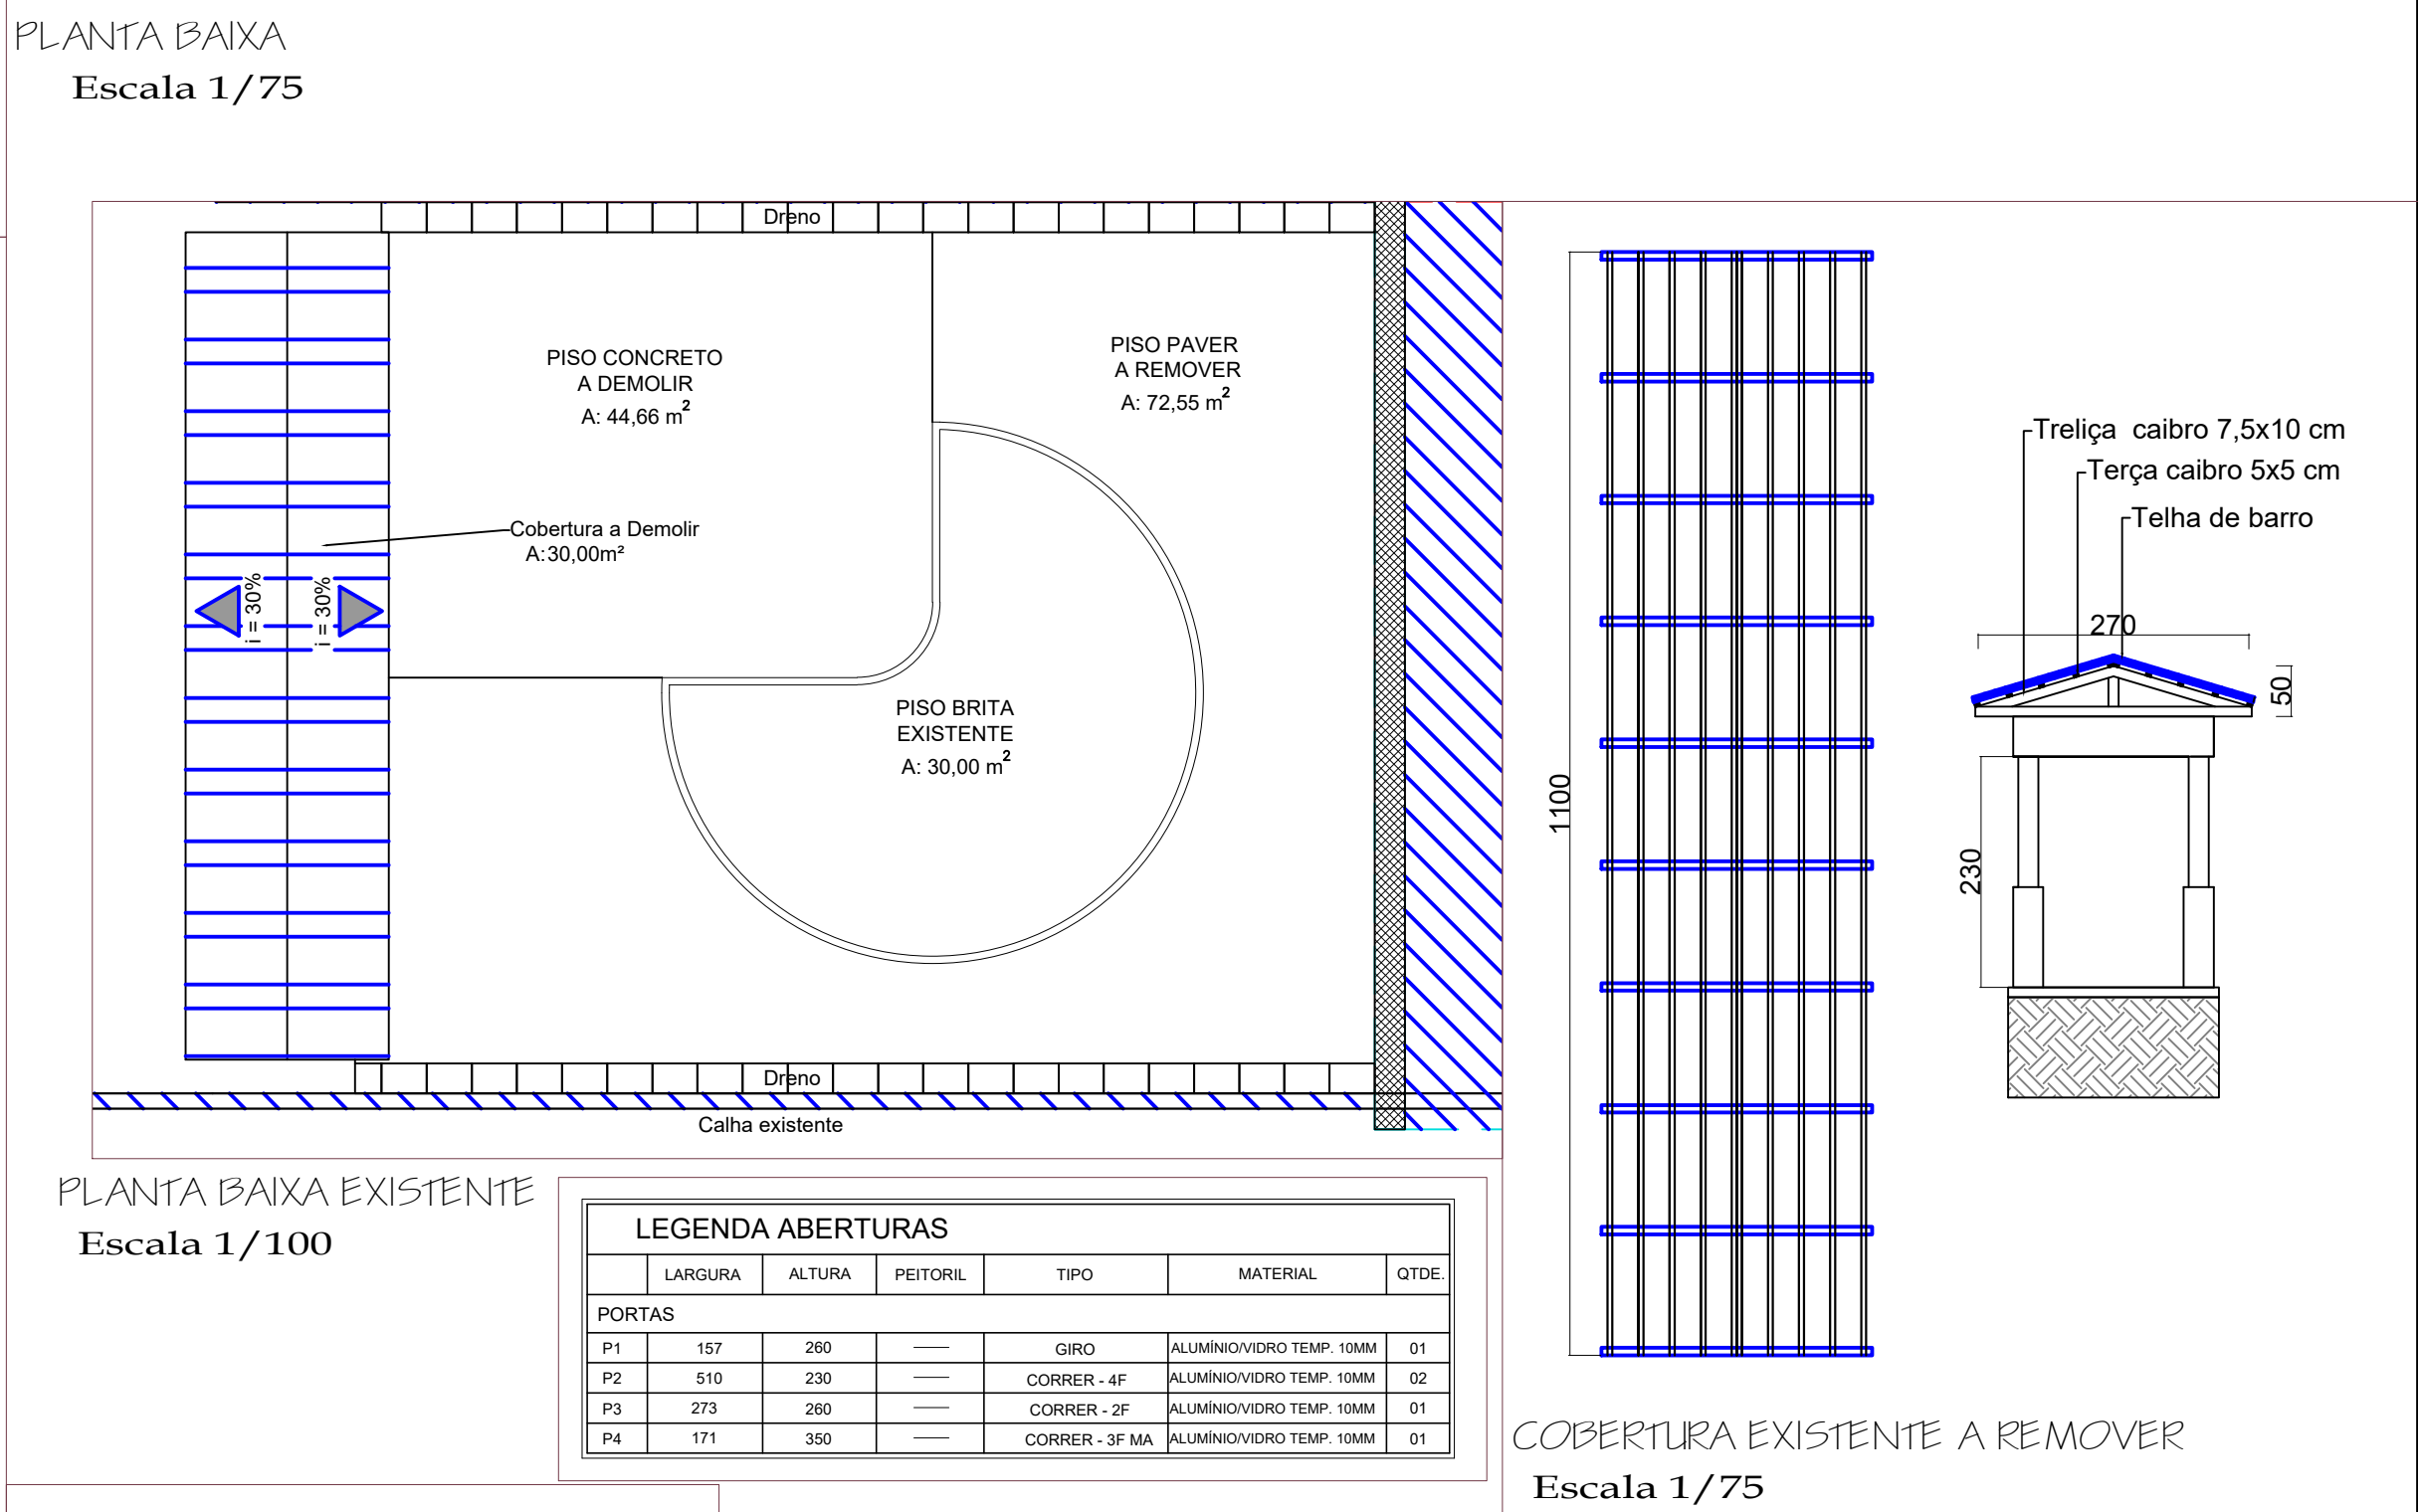 PLANTA BAIXA
Escala 1/75
Dreno
PISO CONCRETO
A DEMOLIR
A: 44,66 m²
PISO PAVER
A REMOVER
A: 72,55 m²
Cobertura a Demolir
A:30,00m²
i = 30%
i = 30%
PISO BRITA
EXISTENTE
A: 30,00 m²
Dreno
Calha existente
PLANTA BAIXA EXISTENTE
Escala 1/100
LEGENDA ABERTURAS
LARGURA ALTURA PEITORIL TIPO MATERIAL QTDE.
PORTAS
P1 157 260 —— GIRO ALUMÍNIO/VIDRO TEMP. 10MM 01
P2 510 230 —— CORRER - 4F ALUMÍNIO/VIDRO TEMP. 10MM 02
P3 273 260 —— CORRER - 2F ALUMÍNIO/VIDRO TEMP. 10MM 01
P4 171 350 —— CORRER - 3F MA ALUMÍNIO/VIDRO TEMP. 10MM 01
1100
Treliça caibro 7,5x10 cm
Terça caibro 5x5 cm
Telha de barro
270
50
230
COBERTURA EXISTENTE A REMOVER
Escala 1/75